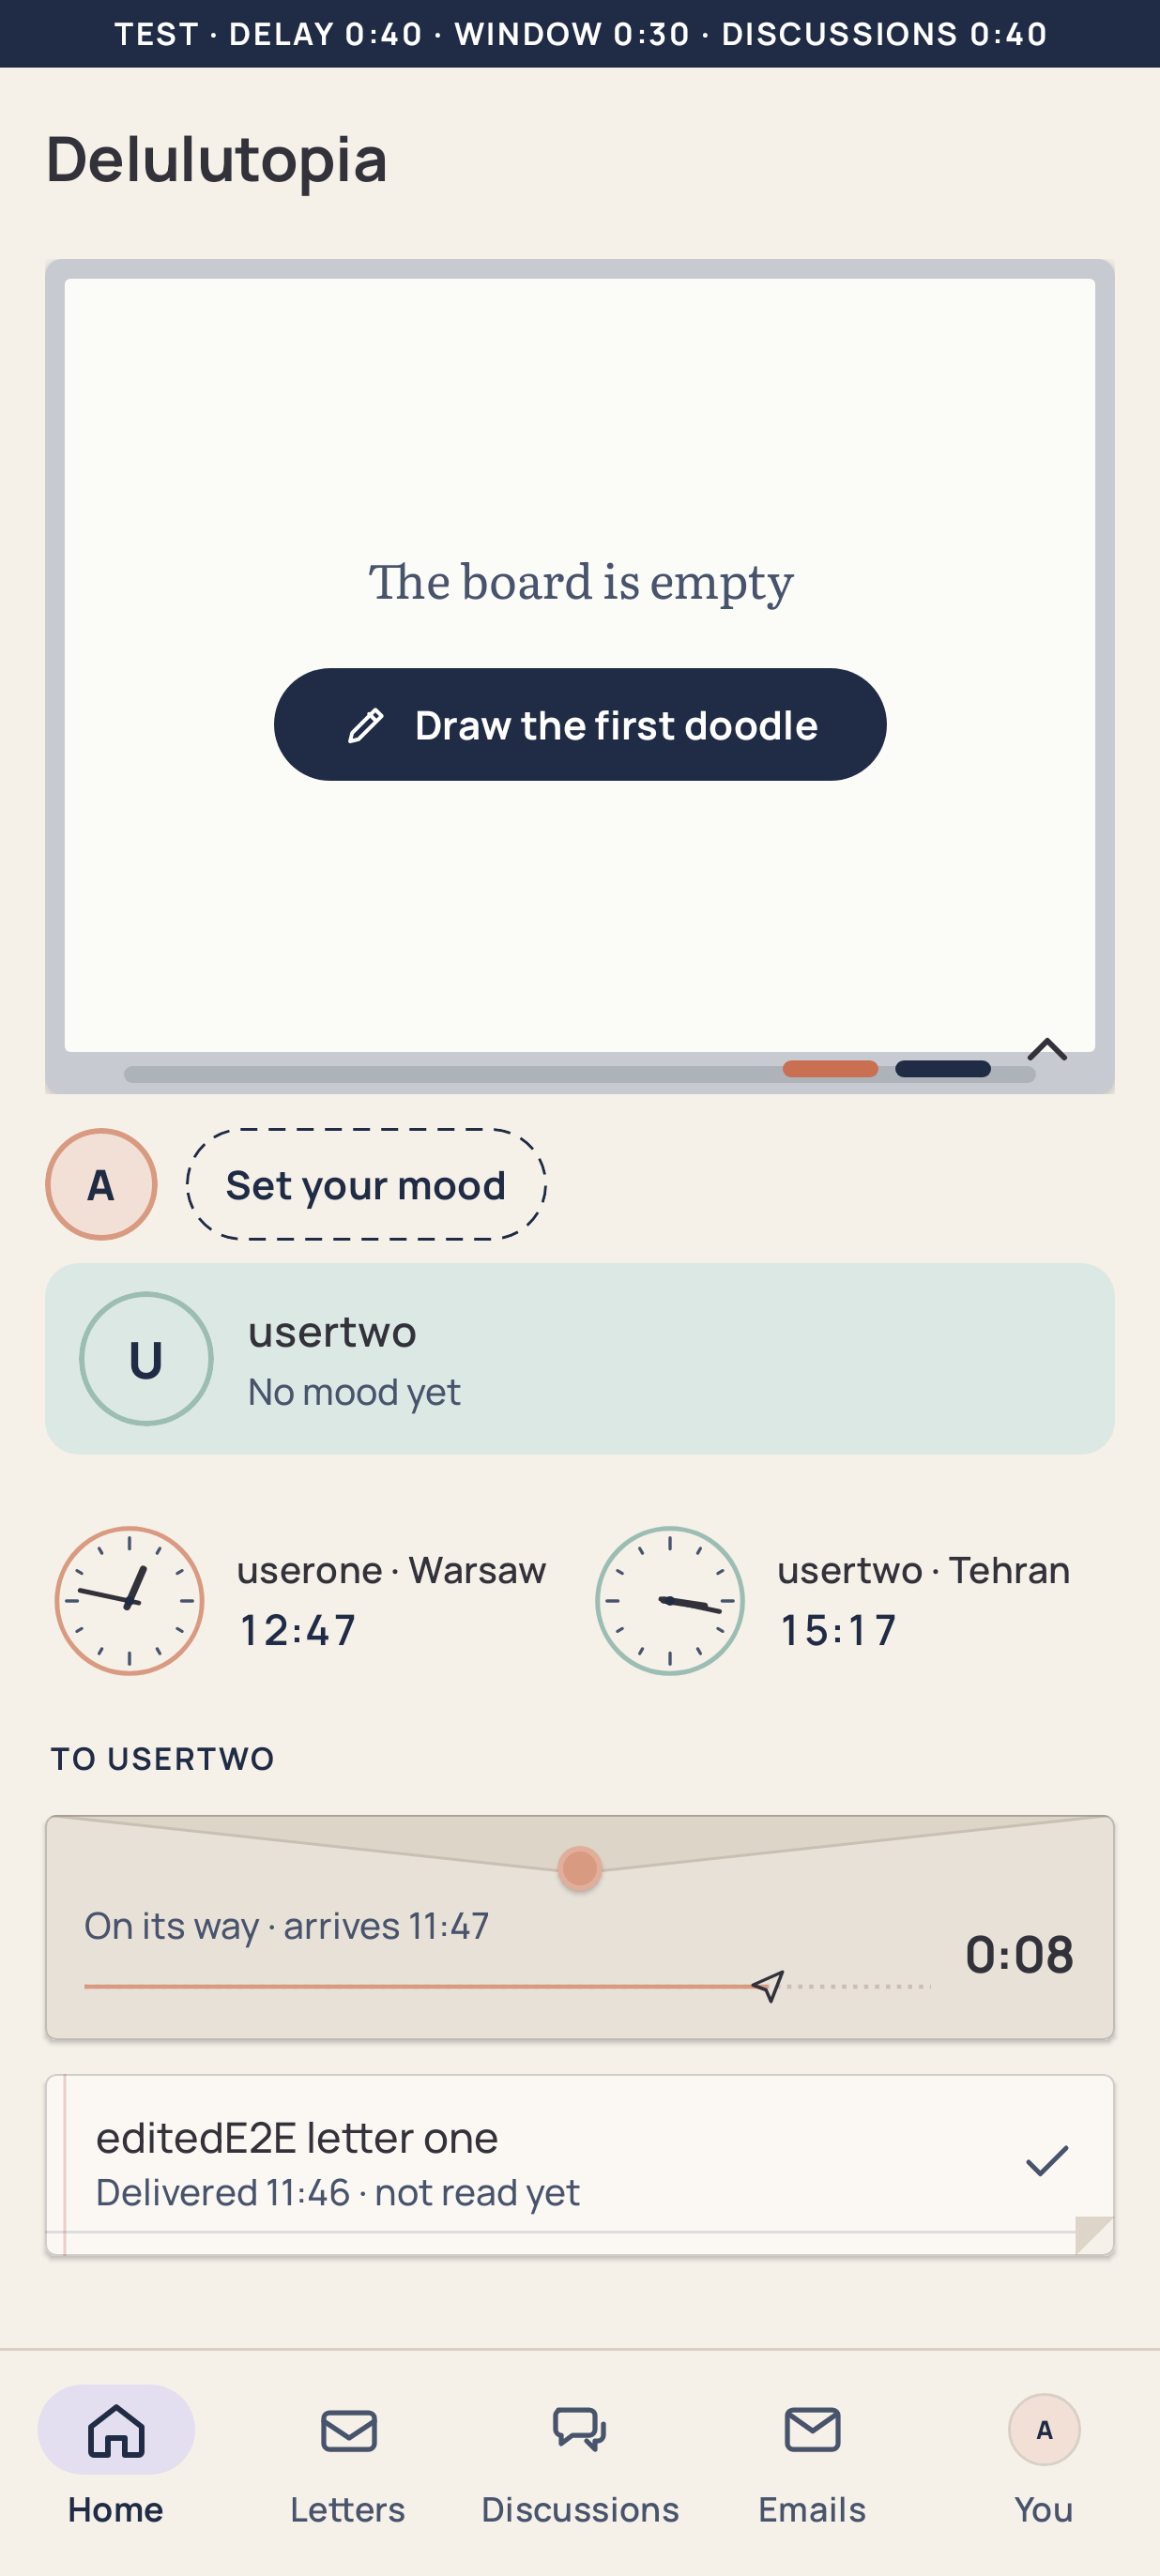 TEST · DELAY 0:40 · WINDOW 0:30 · DISCUSSIONS 0:40
Delulutopia
The board is empty
Draw the first doodle
A
Set your mood
U
usertwo
No mood yet
userone · Warsaw
12:47
usertwo · Tehran
15:17
TO USERTWO
On its way · arrives 11:47
0:08
editedE2E letter one
Delivered 11:46 · not read yet
A
Home
Letters
Discussions
Emails
You